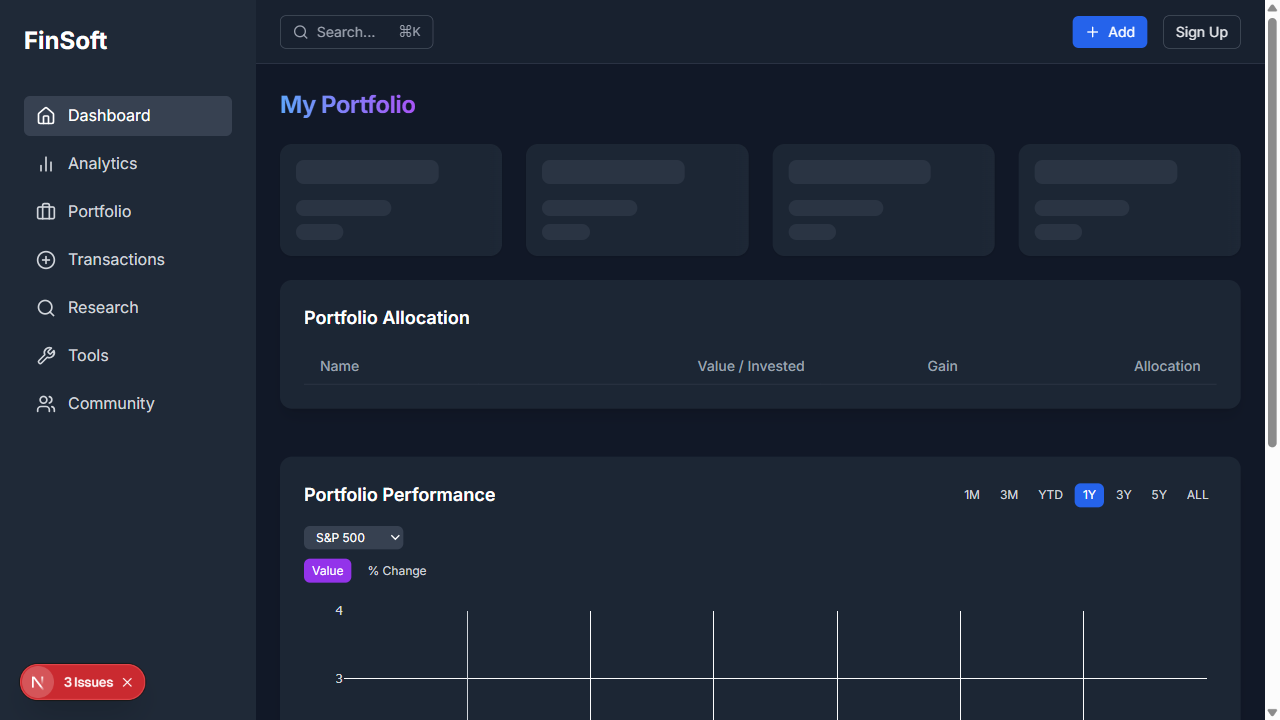 FinSoft
Search... ⌘K
+ Add
Sign Up
Dashboard
Analytics
Portfolio
Transactions
Research
Tools
Community
N 3 Issues ×
My Portfolio
Portfolio Allocation
Name Value / Invested Gain Allocation
Portfolio Performance
1M 3M YTD 1Y 3Y 5Y ALL
S&P 500
Value % Change
4
3